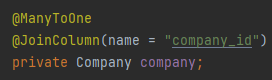 @ManyToOne
@JoinColumn(name = "company_id")
private Company company;